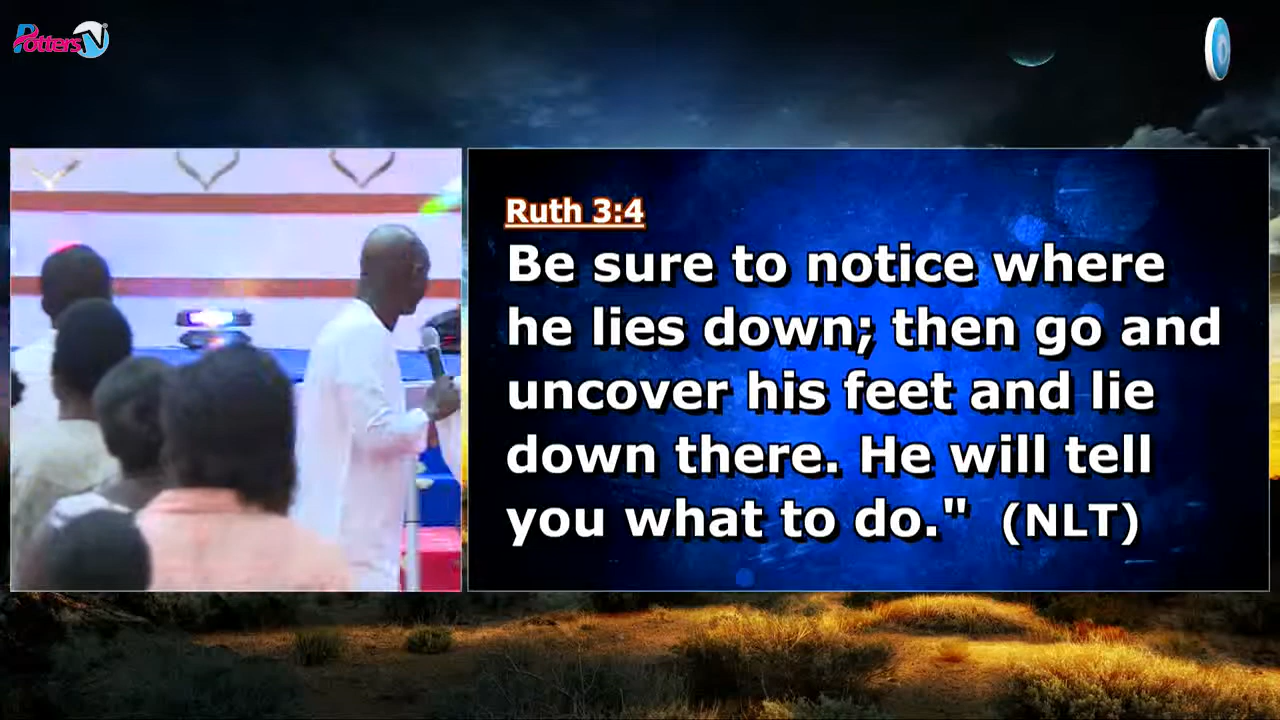 PottersTV
Ruth 3:4
Be sure to notice where
he lies down; then go and
uncover his feet and lie
down there. He will tell
you what to do." (NLT)